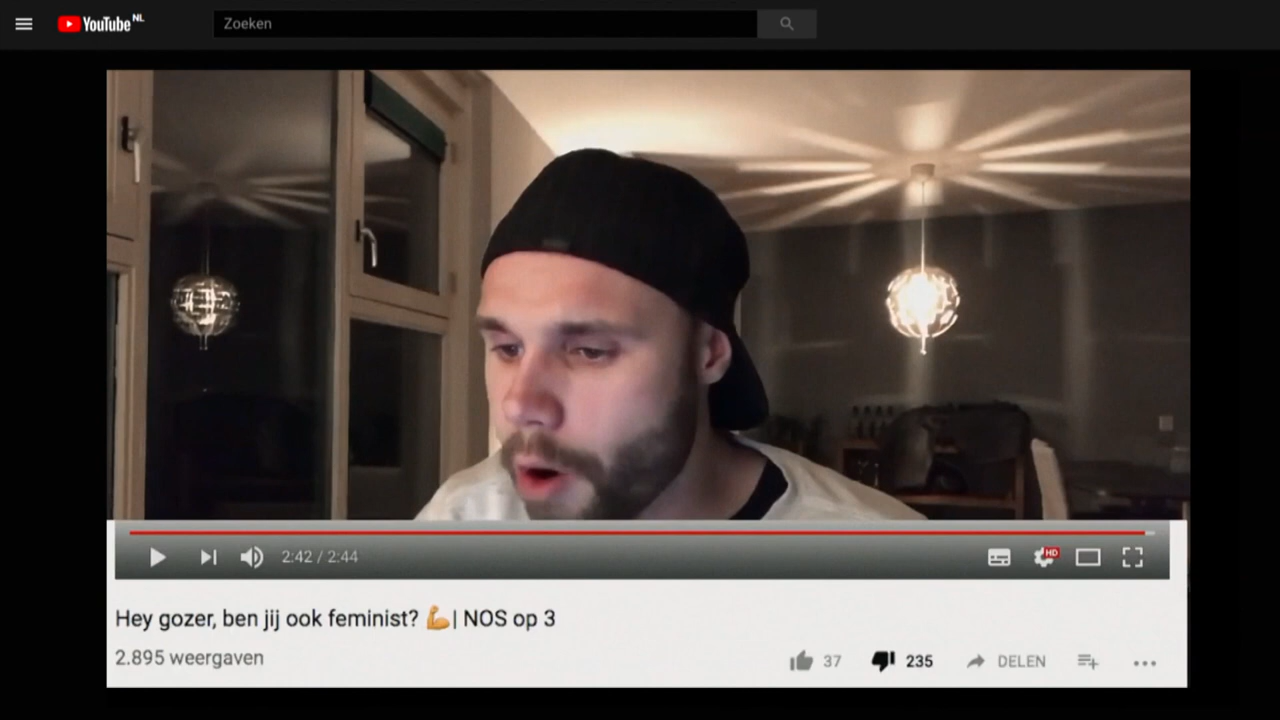 YouTube NL
Zoeken
2:42 / 2:44
HD
Hey gozer, ben jij ook feminist? 💪| NOS op 3
2.895 weergaven
37
235
DELEN